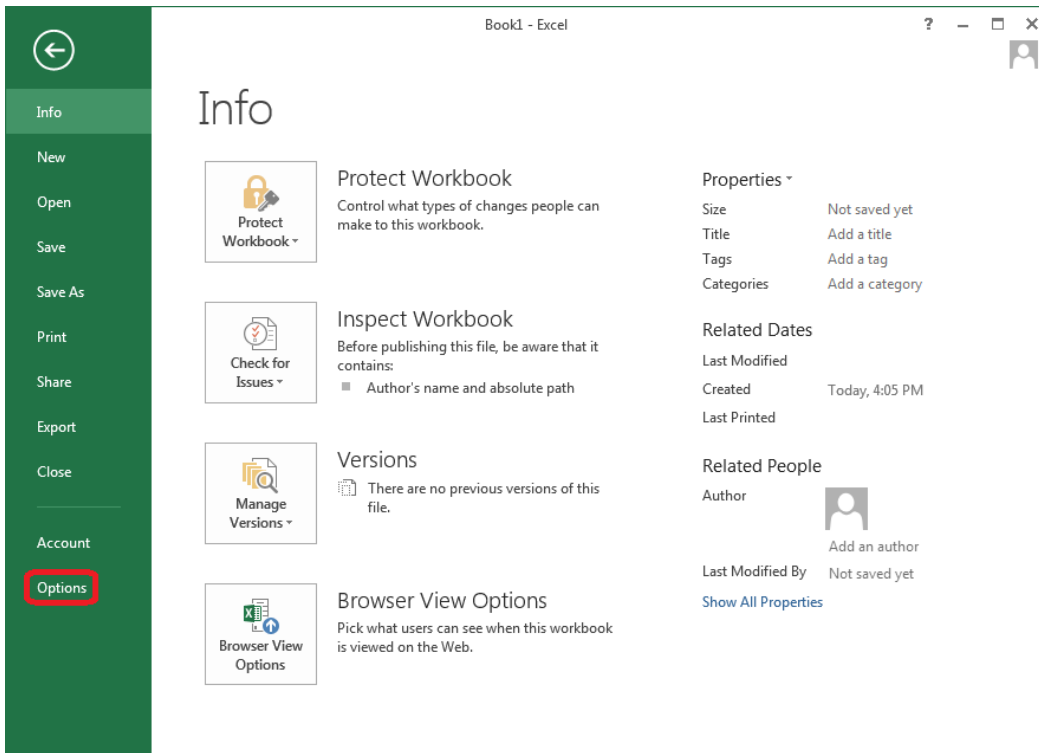 Book1 - Excel
?
Info
New
Open
Save
Save As
Print
Share
Export
Close
Account
Options
Info
Protect
Workbook
Protect Workbook
Control what types of changes people can
make to this workbook.
Check for
Issues
Inspect Workbook
Before publishing this file, be aware that it
contains:
Author's name and absolute path
Manage
Versions
Versions
There are no previous versions of this
file.
Browser View
Options
Browser View Options
Pick what users can see when this workbook
is viewed on the Web.
Properties
Size Not saved yet
Title Add a title
Tags Add a tag
Categories Add a category
Related Dates
Last Modified
Created Today, 4:05 PM
Last Printed
Related People
Author
Add an author
Last Modified By Not saved yet
Show All Properties